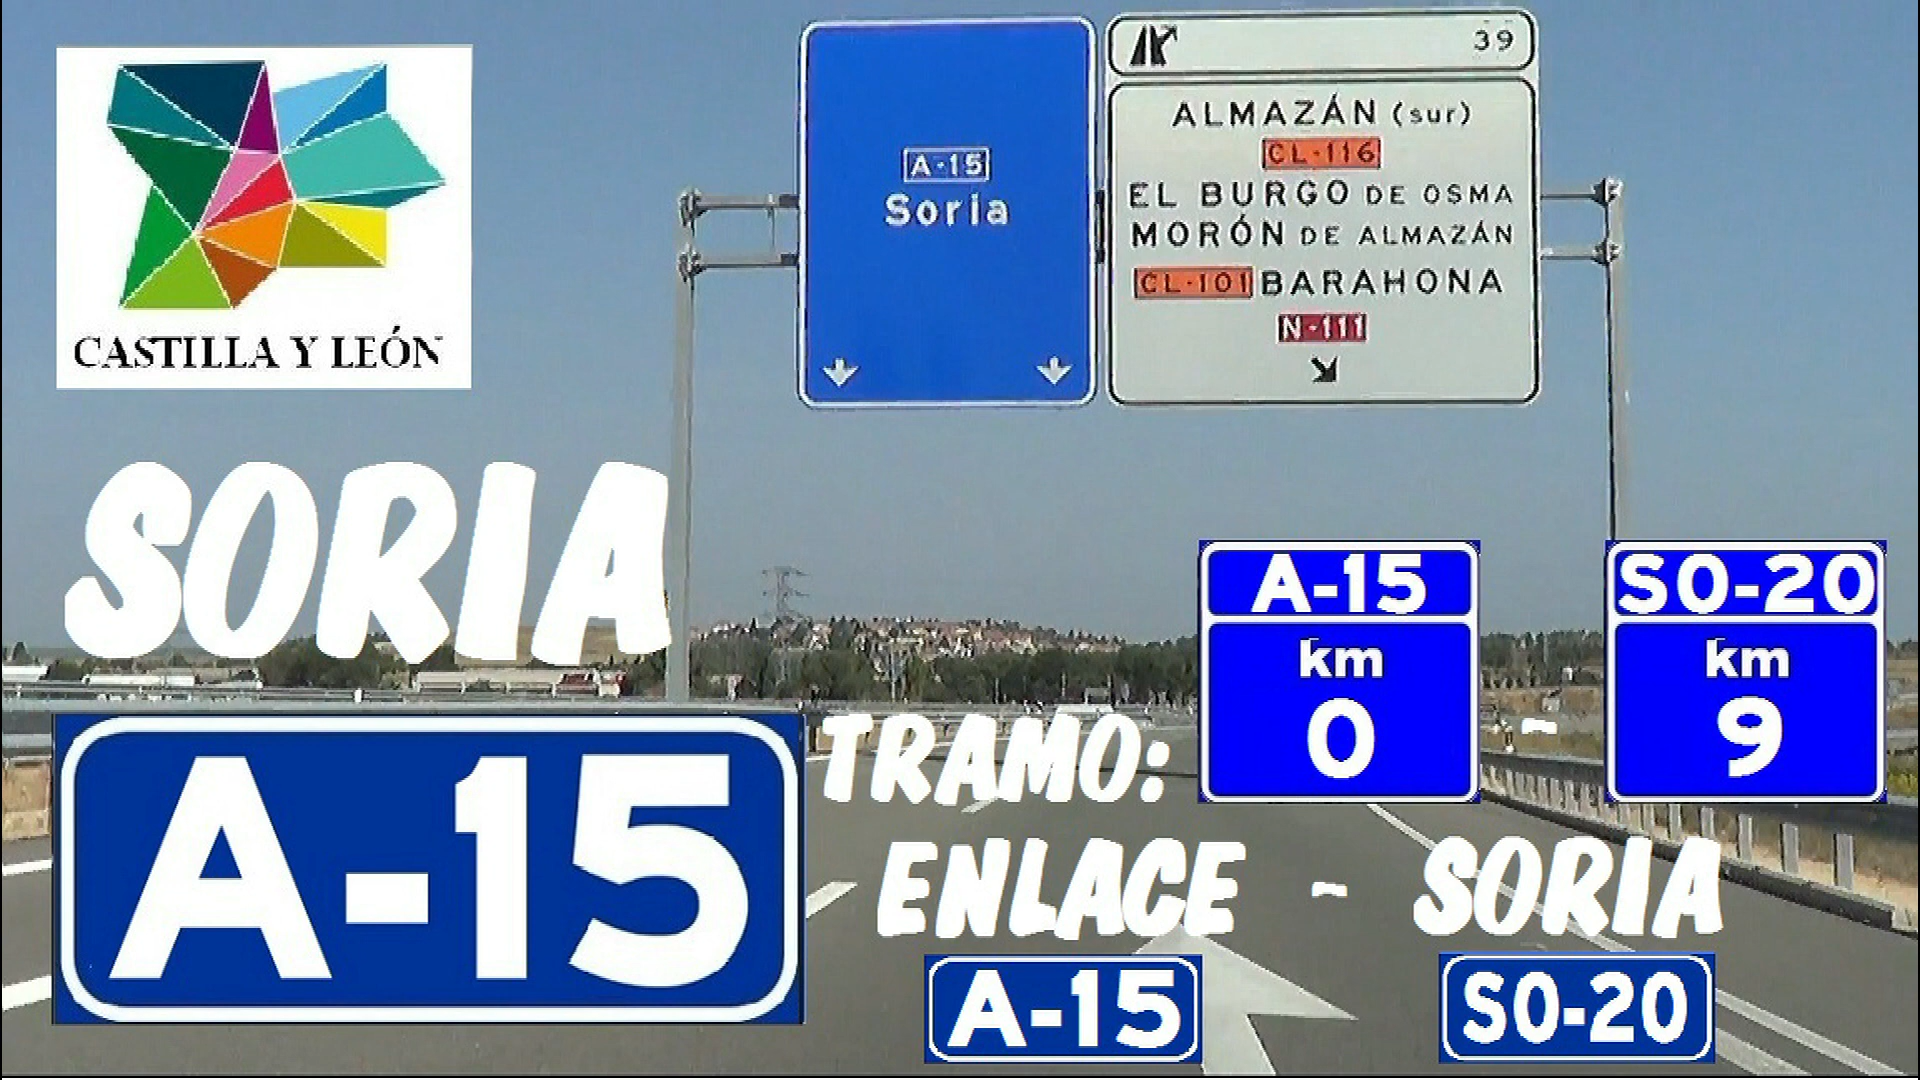 39
ALMAZÁN (sur)
CL-116
EL BURGO DE OSMA
MORÓN DE ALMAZÁN
CL-101 BARAHONA
N-111
A-15
Soria
CASTILLA Y LEÓN
SORIA
A-15
TRAMO:
A-15
km
0
-
SO-20
km
9
ENLACE - SORIA
A-15
SO-20